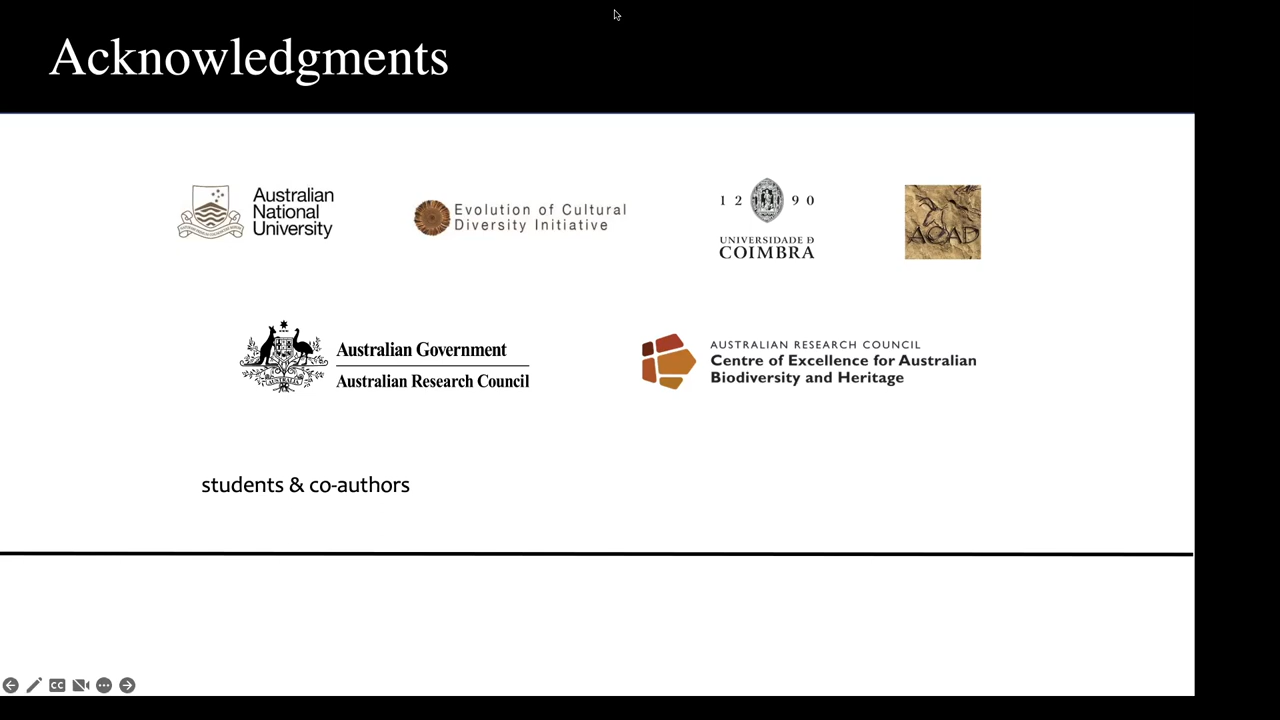 Acknowledgments
Australian
National
University
Evolution of Cultural
Diversity Initiative
1 2 9 0
UNIVERSIDADE Đ
COIMBRA
ACAD
Australian Government
Australian Research Council
AUSTRALIAN RESEARCH COUNCIL
Centre of Excellence for Australian
Biodiversity and Heritage
students & co-authors
CC